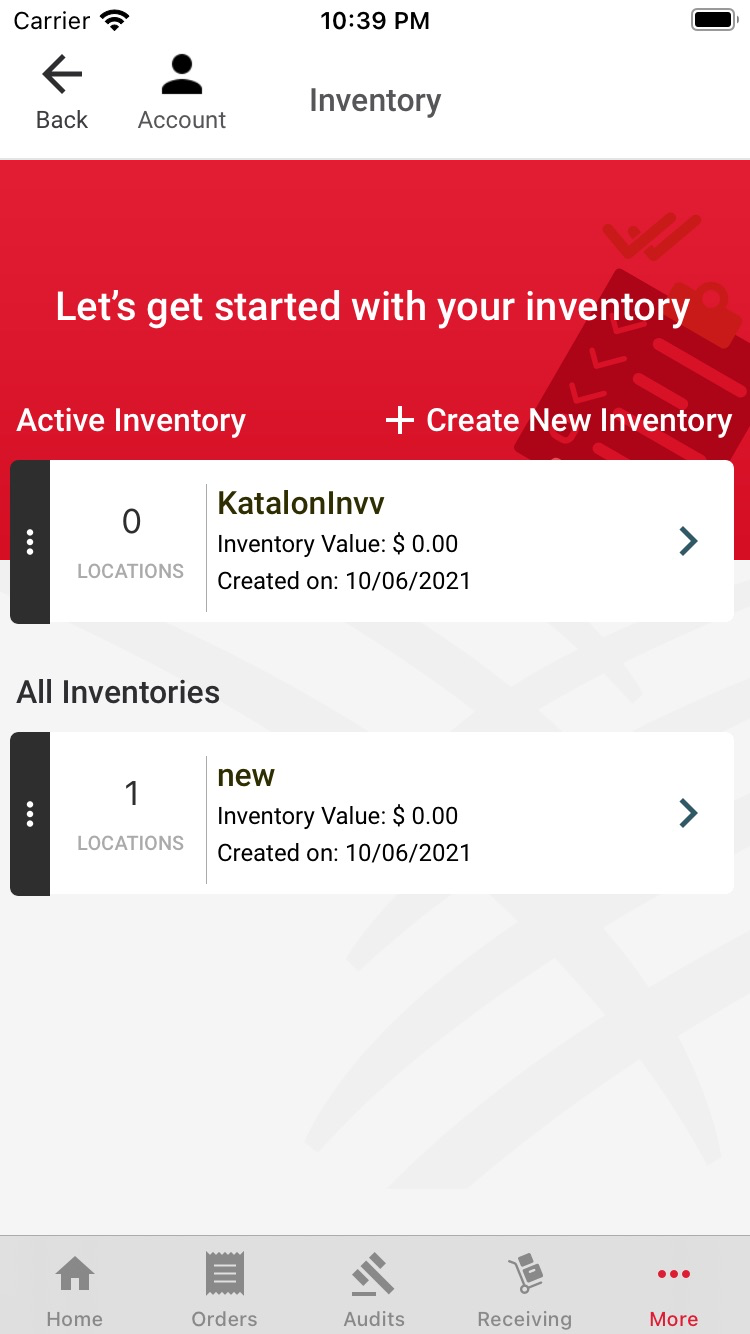 Carrier 10:39 PM
Back Account Inventory
Let’s get started with your inventory
Active Inventory + Create New Inventory
0
LOCATIONS
KatalonInvv
Inventory Value: $ 0.00
Created on: 10/06/2021
All Inventories
1
LOCATIONS
new
Inventory Value: $ 0.00
Created on: 10/06/2021
Home Orders Audits Receiving More